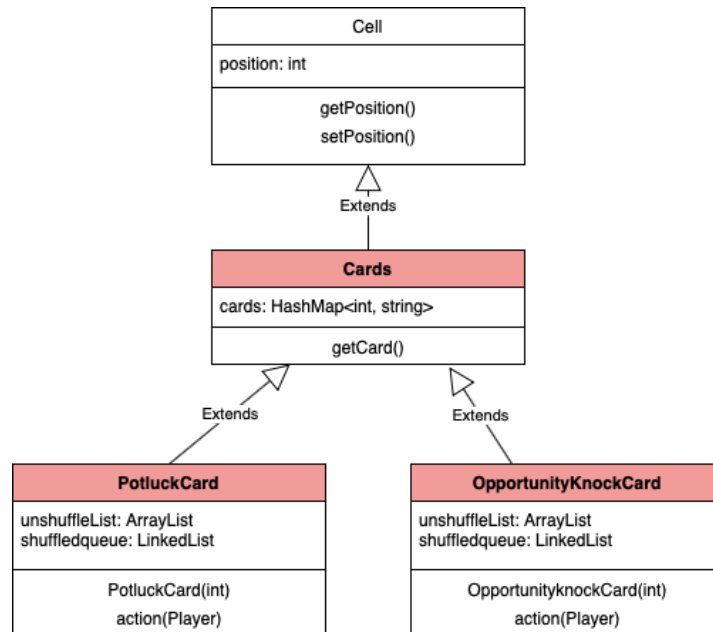 Cell
position: int
getPosition()
setPosition()
Extends
Cards
cards: HashMap<int, string>
getCard()
Extends
Extends
PotluckCard
unshuffleList: ArrayList
shuffledqueue: LinkedList
PotluckCard(int)
action(Player)
OpportunityKnockCard
unshuffleList: ArrayList
shuffledqueue: LinkedList
OpportunityknockCard(int)
action(Player)